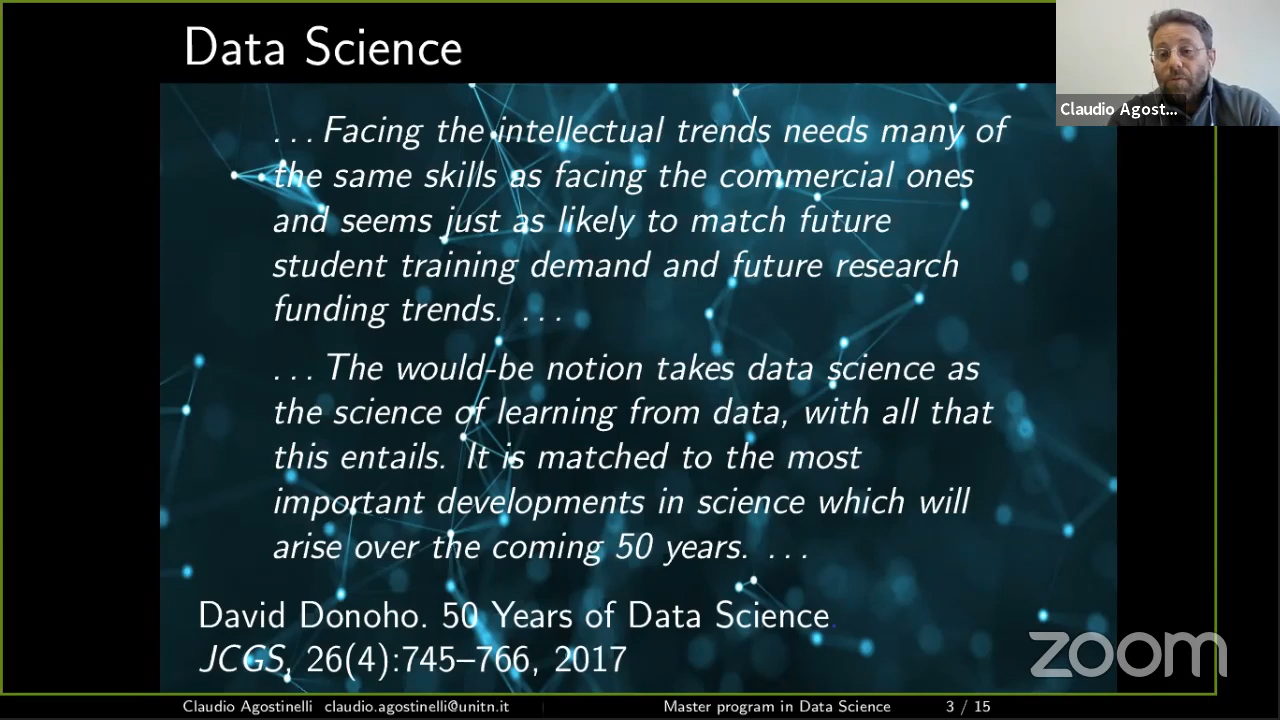 Data Science
Claudio Agost...
. . . Facing the intellectual trends needs many of
the same skills as facing the commercial ones
and seems just as likely to match future
student training demand and future research
funding trends. . . .
. . . The would-be notion takes data science as
the science of learning from data, with all that
this entails. It is matched to the most
important developments in science which will
arise over the coming 50 years. . . .
David Donoho. 50 Years of Data Science.
JCGS, 26(4):745–766, 2017
zoom
Claudio Agostinelli claudio.agostinelli@unitn.it Master program in Data Science 3 / 15